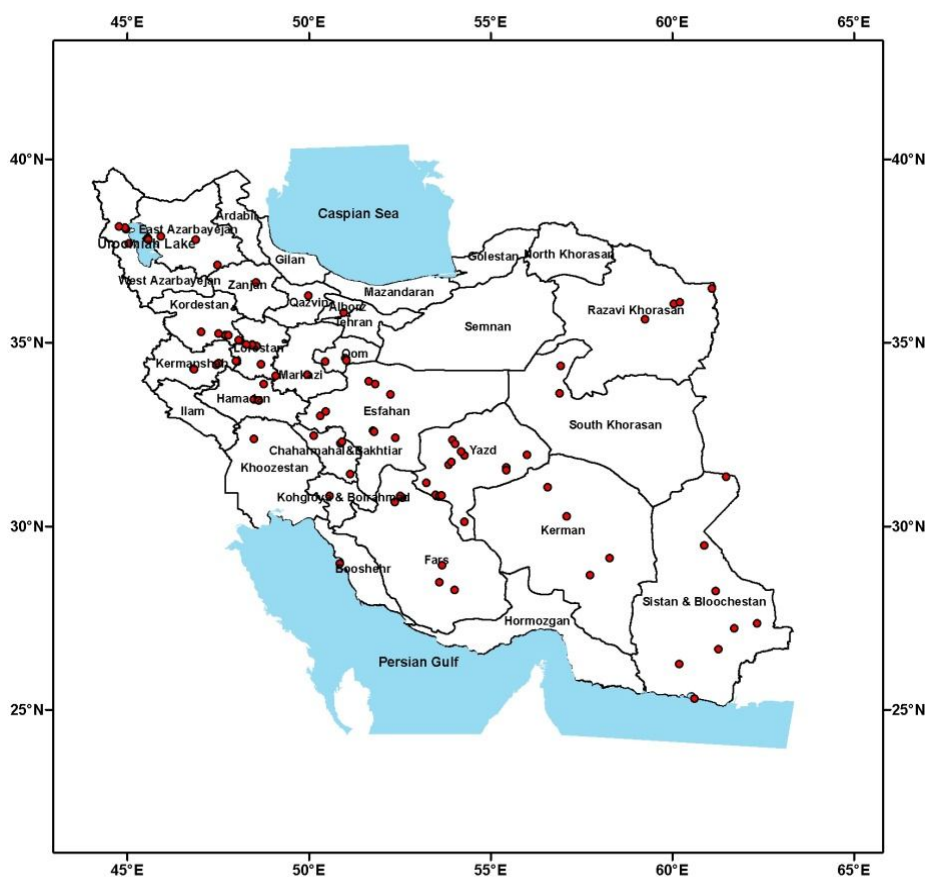 45°E 50°E 55°E 60°E 65°E
40°N 40°N
Caspian Sea
Ardabil
East Azarbayejan
Uroomiah Lake
Golestan
North Khorasan
Gilan
West Azarbayejan
Zanjan
Mazandaran
Qazvin
Alborz
Kordestan
Razavi Khorasan
Tehran
Semnan
35°N 35°N
Lorestan
Qom
Kermanshah
Markazi
Hamadan
Ilam
Esfahan
South Khorasan
Chaharmahal &Bakhtiar
Yazd
Khoozestan
Kohgloye & Boirahmad
30°N 30°N
Kerman
Fars
Booshehr
Sistan & Bloochestan
Hormozgan
Persian Gulf
25°N 25°N
45°E 50°E 55°E 60°E 65°E